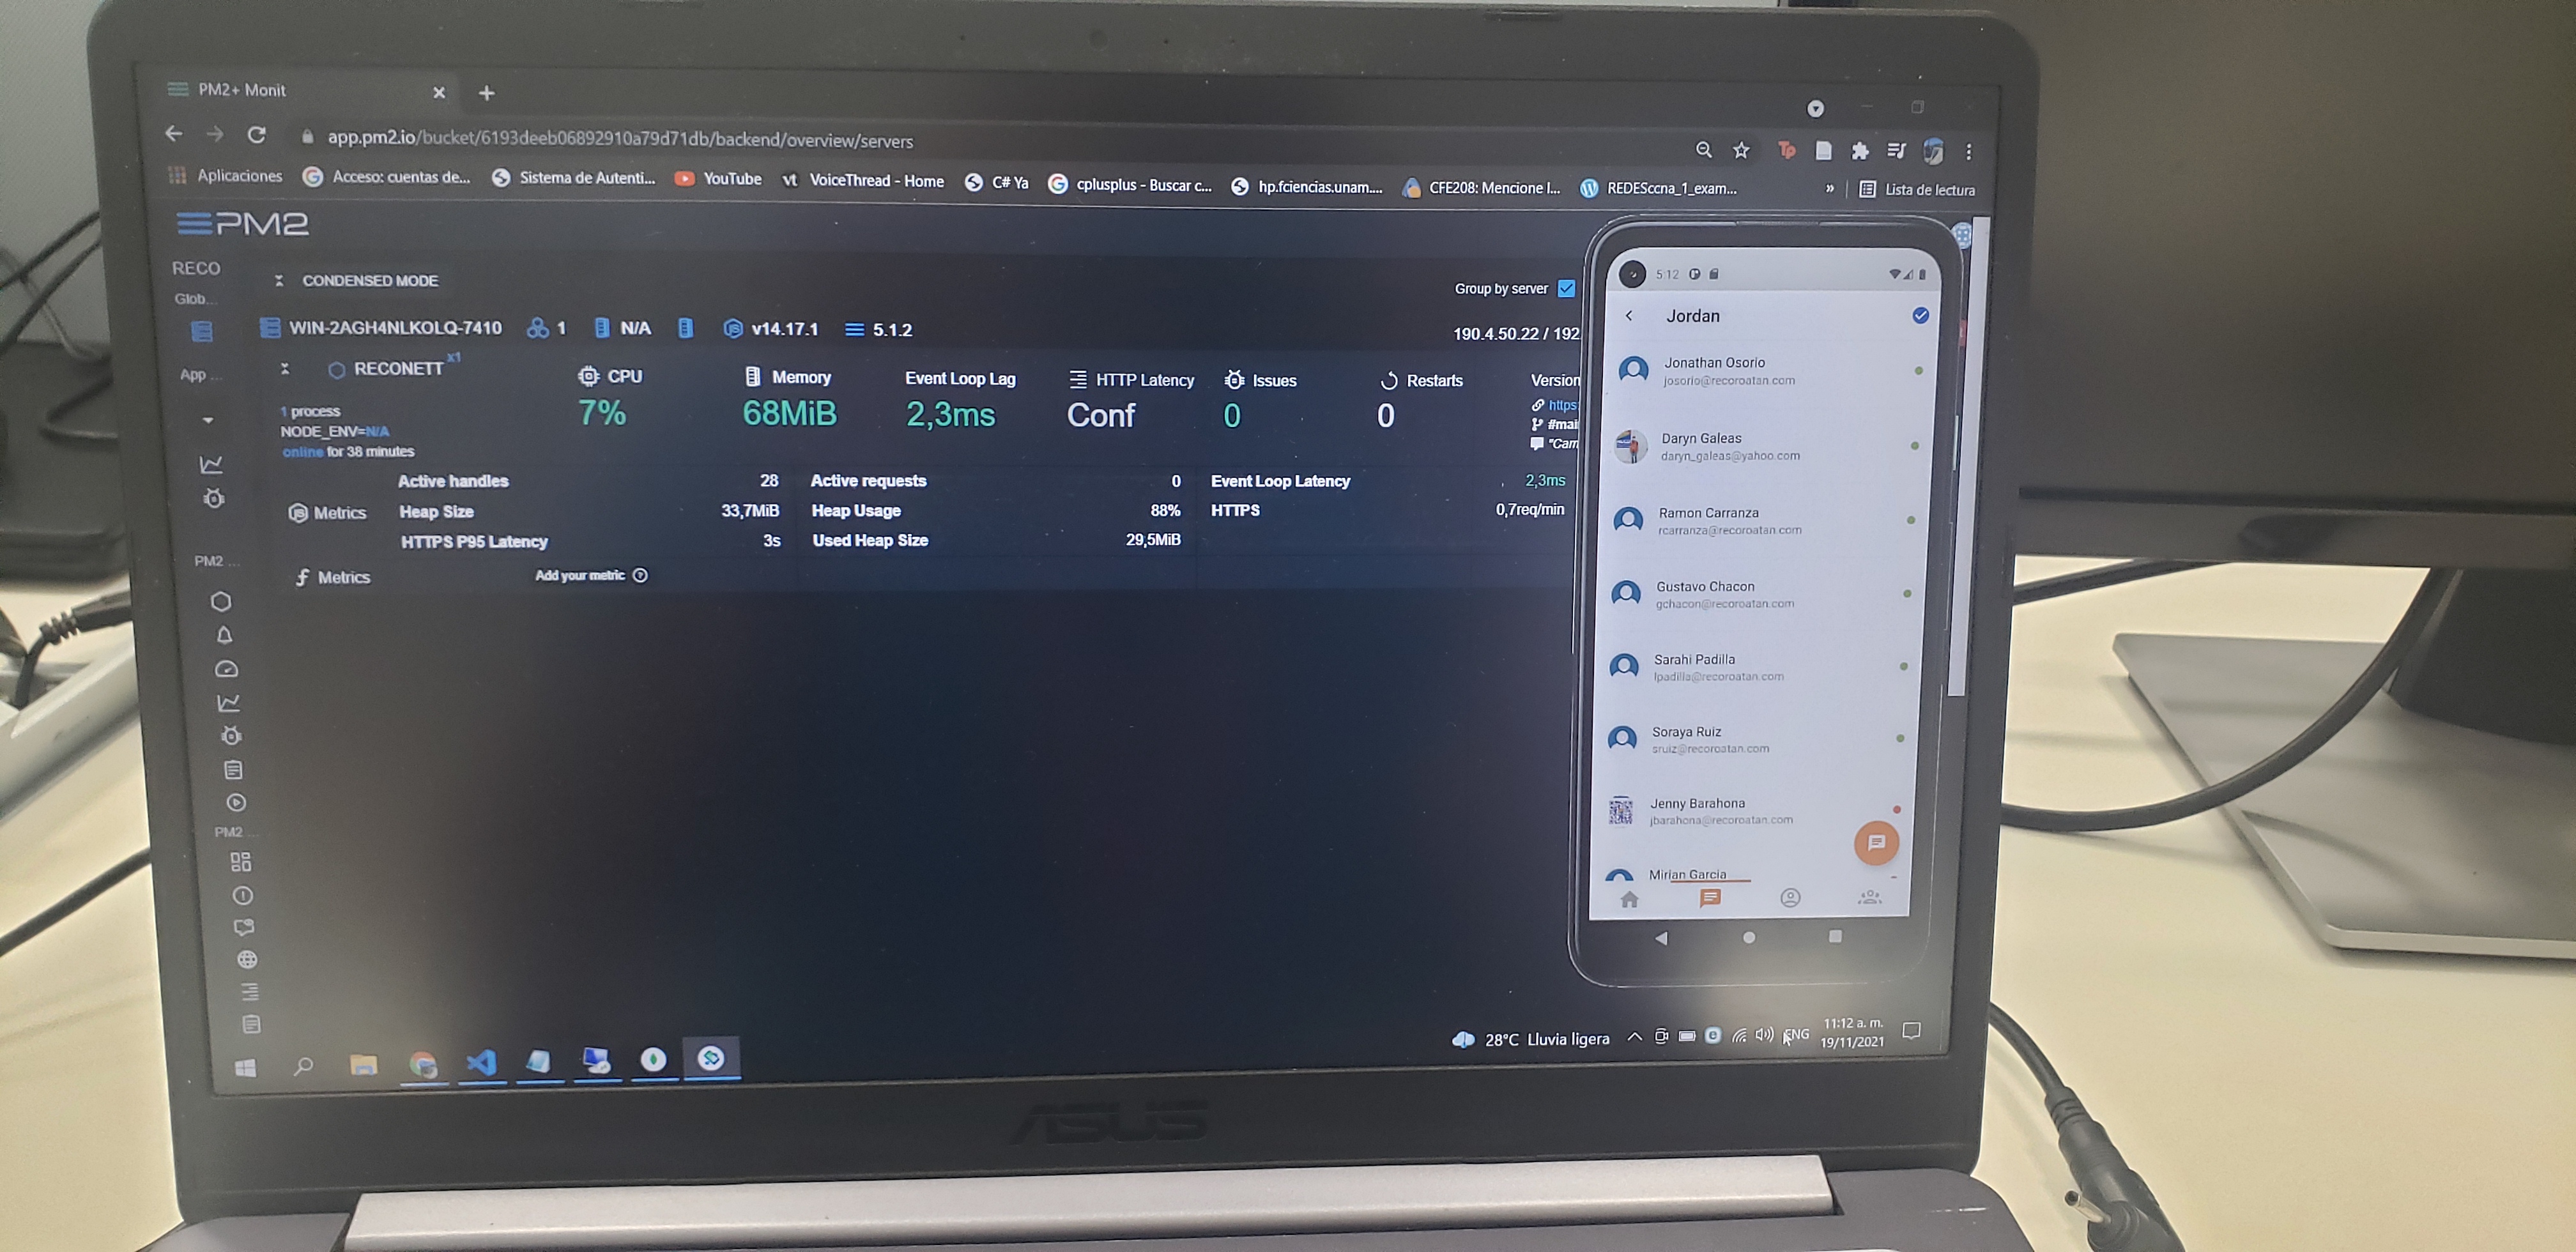 PM2+ Monit
app.pm2.io/bucket/6193deeb06892910a79d71db/backend/overview/servers
Aplicaciones Acceso: cuentas de... Sistema de Autenti... YouTube VoiceThread - Home C# Ya cplusplus - Buscar c... hp.fciencias.unam.... CFE208: Mencione l... REDESccna_1_exam... » Lista de lectura
PM2
RECO
Glob...
App ...
PM2 ...
PM2 ...
CONDENSED MODE
Group by server
WIN-2AGH4NLKOLQ-7410 1 N/A v14.17.1 5.1.2
190.4.50.22 / 192
RECONETT x1
1 process
NODE_ENV=N/A
online for 38 minutes
CPU Memory Event Loop Lag HTTP Latency Issues Restarts Version
7% 68MiB 2,3ms Conf 0 0
https:
#mai
"Cam
Active handles 28 Active requests 0 Event Loop Latency 2,3ms
Metrics Heap Size 33,7MiB Heap Usage 88% HTTPS 0,7req/min
HTTPS P95 Latency 3s Used Heap Size 29,5MiB
Metrics Add your metric
5:12
Jordan
Jonathan Osorio
josorio@recoroatan.com
Daryn Galeas
daryn_galeas@yahoo.com
Ramon Carranza
rcarranza@recoroatan.com
Gustavo Chacon
gchacon@recoroatan.com
Sarahi Padilla
lpadilla@recoroatan.com
Soraya Ruiz
sruiz@recoroatan.com
Jenny Barahona
jbarahona@recoroatan.com
Mirian Garcia
28°C Lluvia ligera ENG 11:12 a. m.
19/11/2021
ASUS